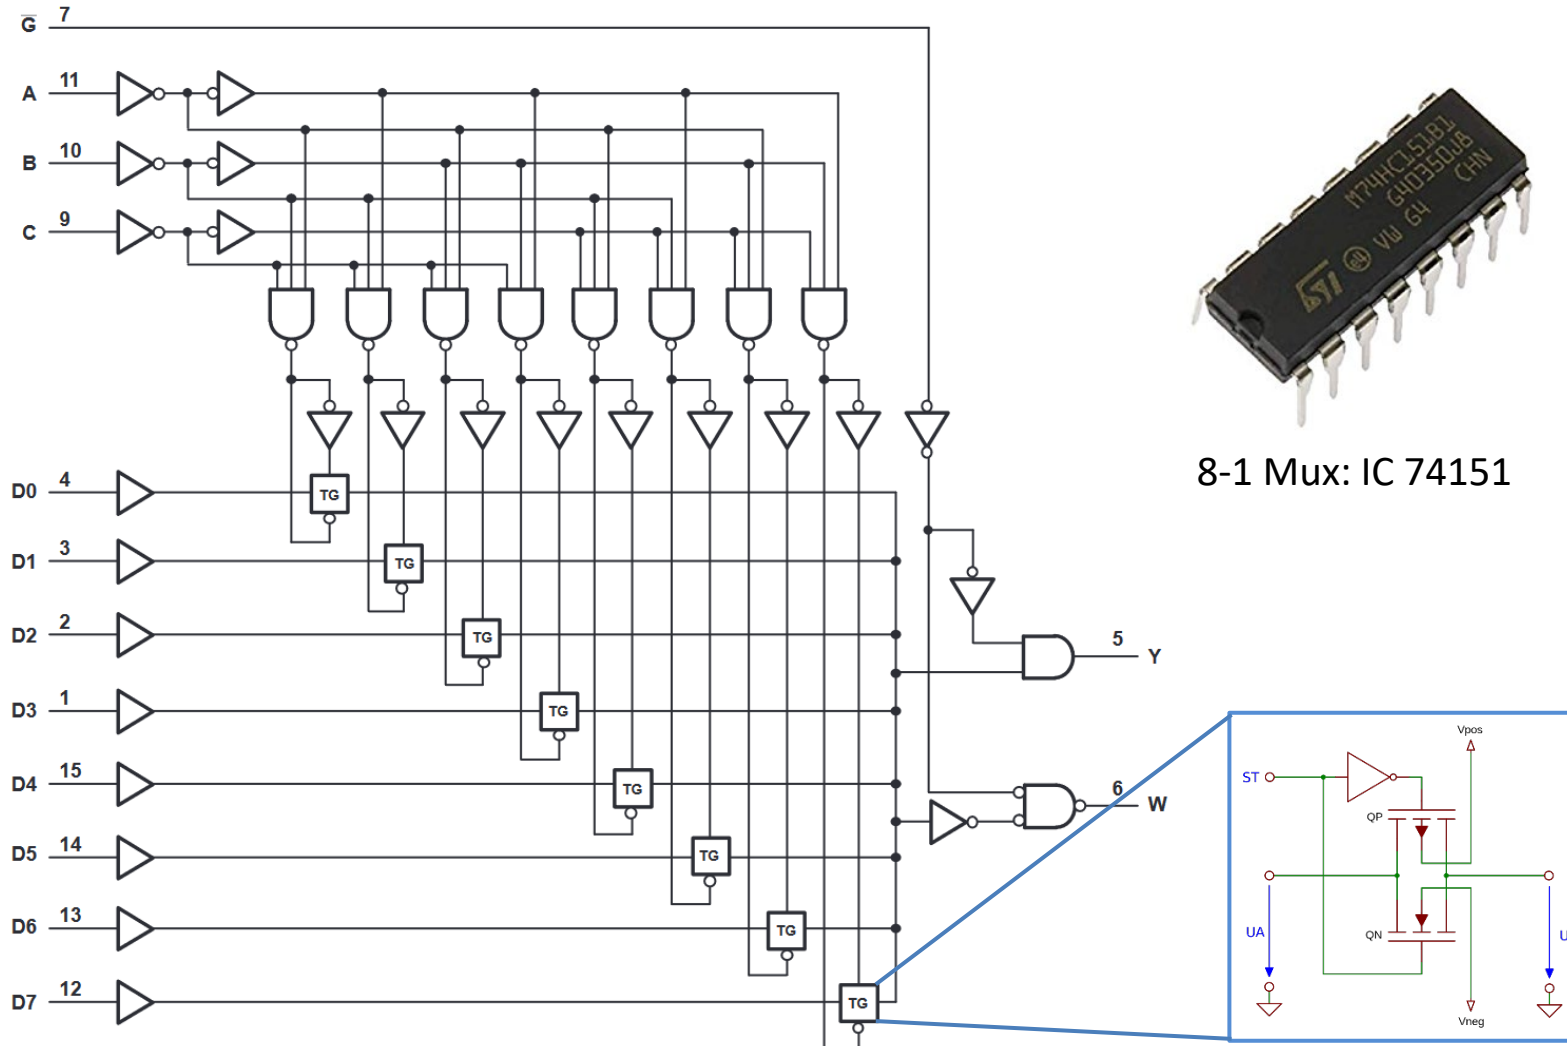 G̅ 7
A 11
B 10
C 9
M74HC151B1
G40350J8
e4 VW G4 CHN
ST
8-1 Mux: IC 74151
D0 4 TG
D1 3 TG
D2 2 TG
D3 1 TG
D4 15 TG
D5 14 TG
D6 13 TG
D7 12 TG
5 Y
6 W
Vpos
ST
QP
UA
QN
U
Vneg